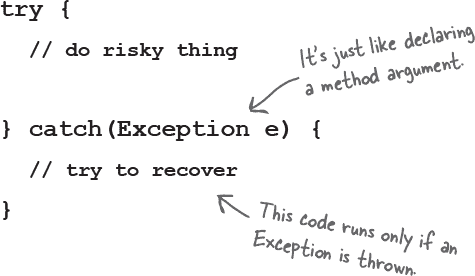 try {
// do risky thing
It's just like declaring
a method argument.
} catch(Exception e) {
// try to recover
}
This code runs only if an
Exception is thrown.